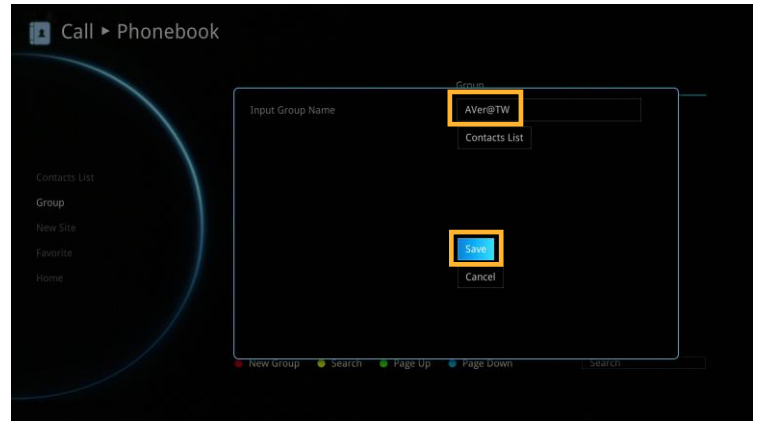 Call ▸ Phonebook
Group
Input Group Name
AVer@TW
Contacts List
Contacts List
Group
New Site
Favorite
Home
Save
Cancel
New Group
Search
Page Up
Page Down
Search